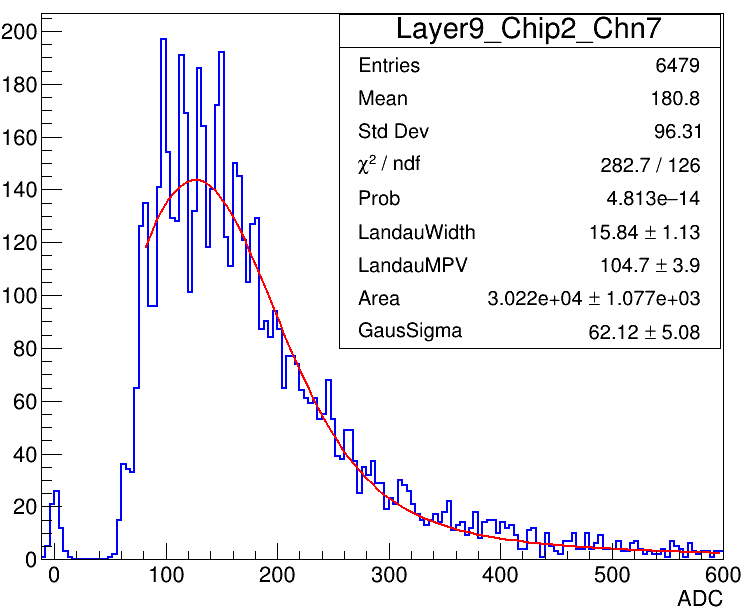 Layer9_Chip2_Chn7
Entries 6479
Mean 180.8
Std Dev 96.31
χ² / ndf 282.7 / 126
Prob 4.813e−14
LandauWidth 15.84 ± 1.13
LandauMPV 104.7 ± 3.9
Area 3.022e+04 ± 1.077e+03
GausSigma 62.12 ± 5.08
200
180
160
140
120
100
80
60
40
20
0
0 100 200 300 400 500 600
ADC